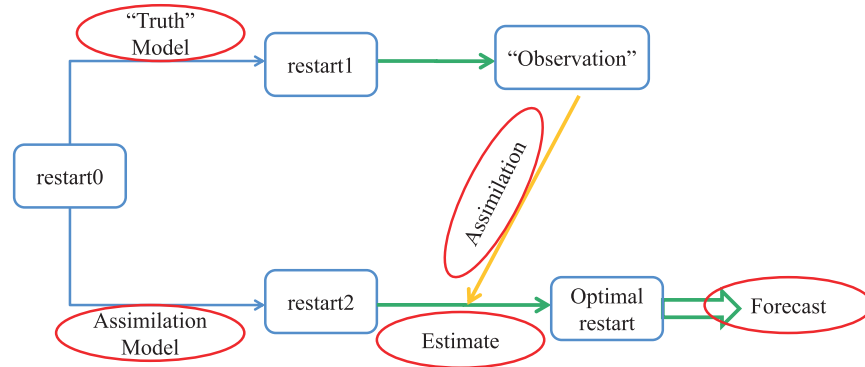 “Truth”
Model
restart1
“Observation”
restart0
Assimilation
Assimilation
Model
restart2
Estimate
Optimal
restart
Forecast